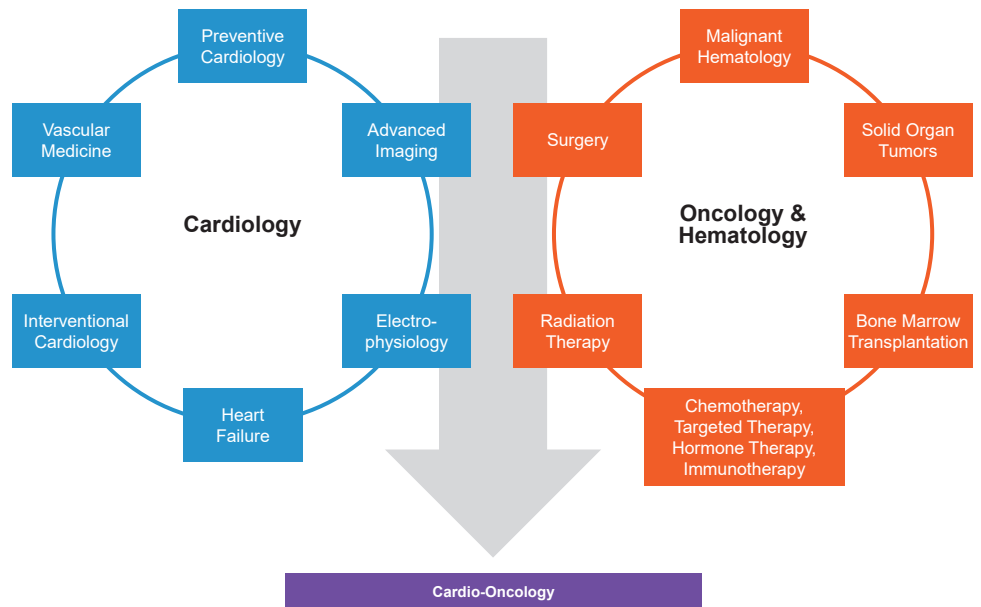 Preventive
Cardiology
Vascular
Medicine
Advanced
Imaging
Cardiology
Interventional
Cardiology
Electro-
physiology
Heart
Failure
Malignant
Hematology
Surgery
Solid Organ
Tumors
Oncology &
Hematology
Radiation
Therapy
Bone Marrow
Transplantation
Chemotherapy,
Targeted Therapy,
Hormone Therapy,
Immunotherapy
Cardio-Oncology